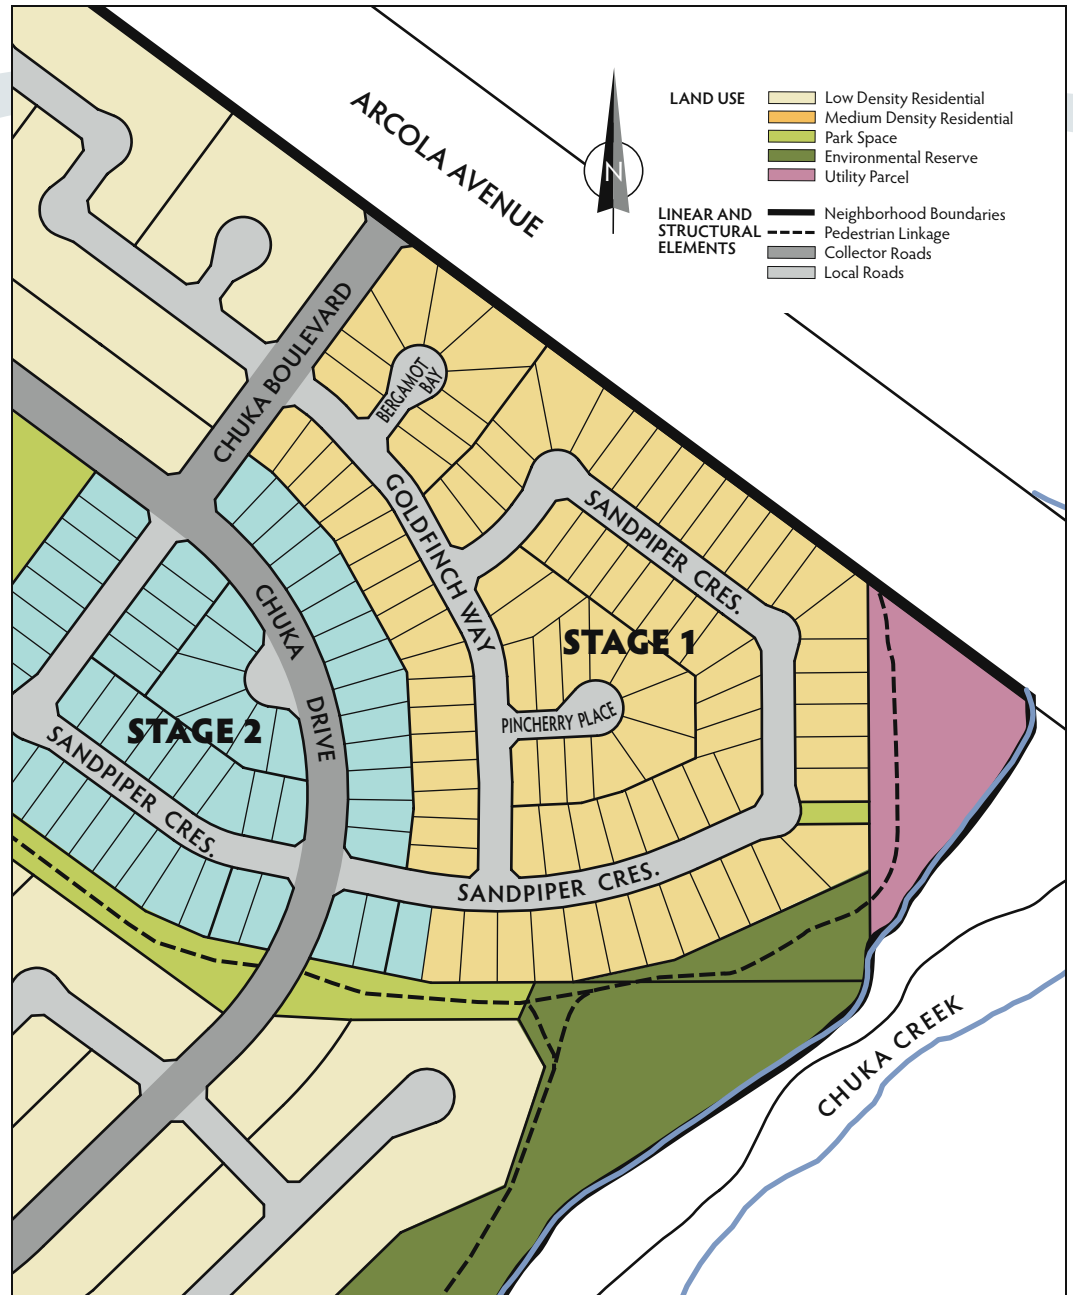 ARCOLA AVENUE
LAND USE
Low Density Residential
Medium Density Residential
Park Space
Environmental Reserve
Utility Parcel
LINEAR AND
STRUCTURAL
ELEMENTS
Neighborhood Boundaries
Pedestrian Linkage
Collector Roads
Local Roads
N
CHUKA BOULEVARD
BERGAMOT
BAY
GOLDFINCH WAY
SANDPIPER CRES.
STAGE 1
CHUKA DRIVE
PINCHERRY PLACE
STAGE 2
SANDPIPER CRES.
SANDPIPER CRES.
CHUKA CREEK